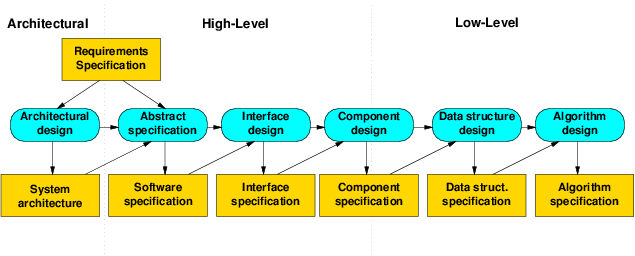 Architectural
High-Level
Low-Level
Requirements
Specification
Architectural
design
Abstract
specification
Interface
design
Component
design
Data structure
design
Algorithm
design
System
architecture
Software
specification
Interface
specification
Component
specification
Data struct.
specification
Algorithm
specification